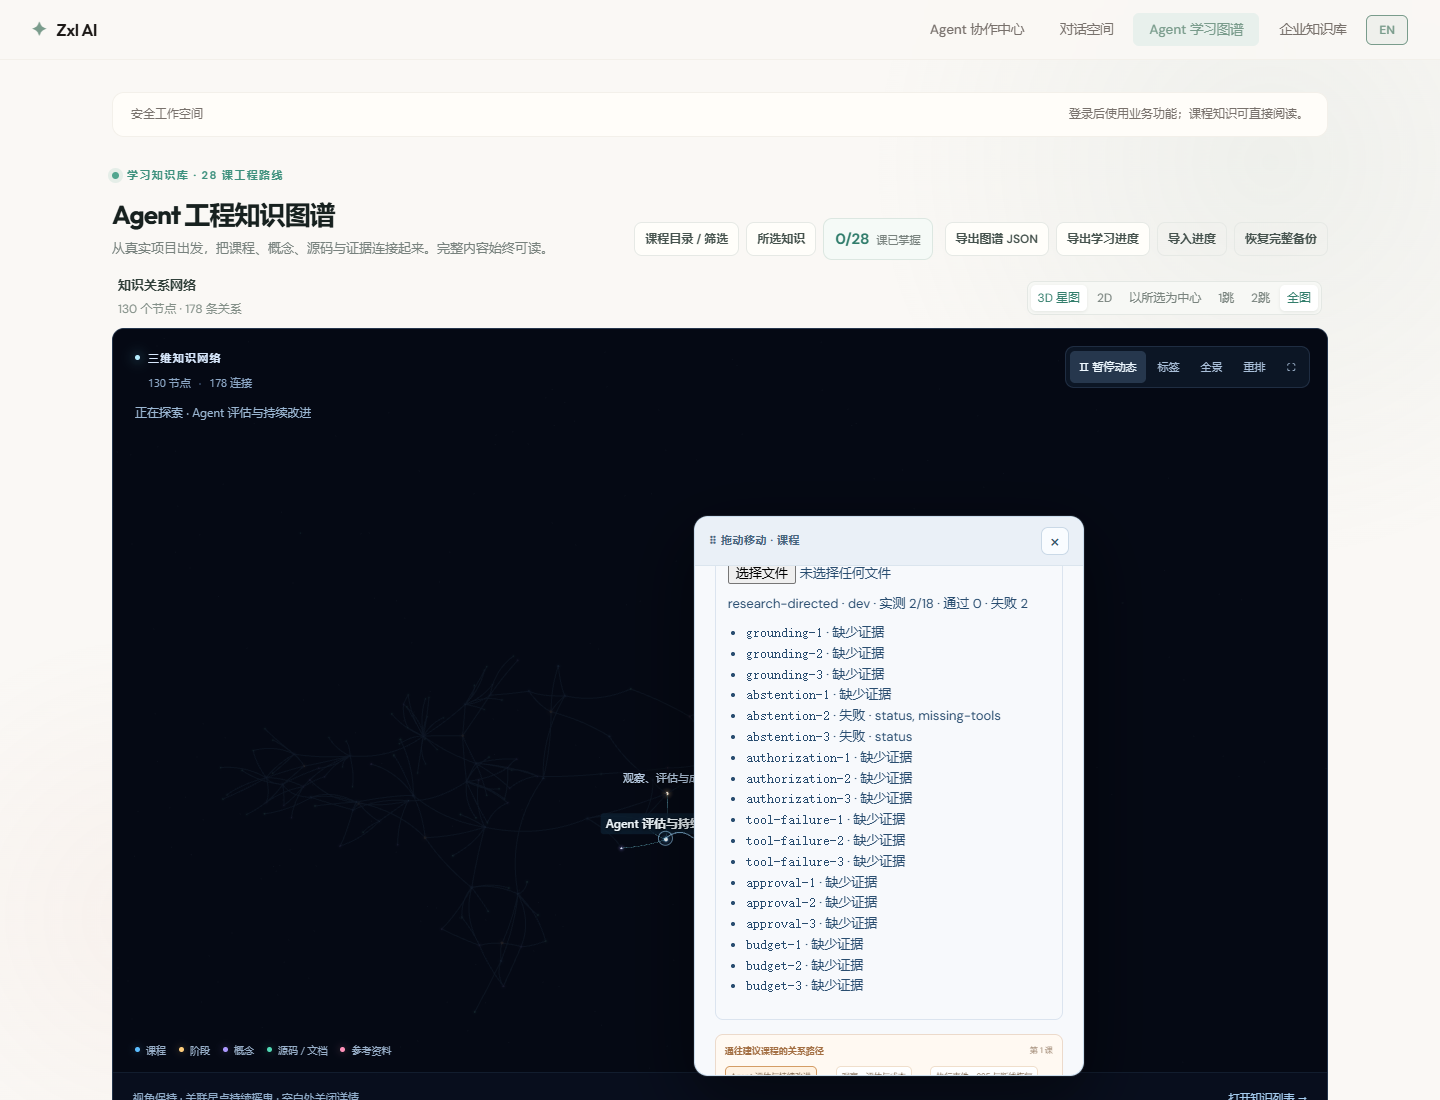 Zxl AI
Agent 协作中心
对话空间
Agent 学习图谱
企业知识库
EN
安全工作空间
登录后使用业务功能；课程知识可直接阅读。
学习知识库 · 28 课工程路线
Agent 工程知识图谱
从真实项目出发，把课程、概念、源码与证据连接起来。完整内容始终可读。
课程目录 / 筛选
所选知识
0/28 课已掌握
导出图谱 JSON
导出学习进度
导入进度
恢复完整备份
知识关系网络
130 个节点 · 178 条关系
3D 星图
2D
以所选为中心
1跳
2跳
全图
三维知识网络
130 节点 · 178 连接
正在探索 · Agent 评估与持续改进
暂停动态
标签
全景
重排
拖动移动 · 课程
×
选择文件 未选择任何文件
research-directed · dev · 实测 2/18 · 通过 0 · 失败 2
grounding-1 · 缺少证据
grounding-2 · 缺少证据
grounding-3 · 缺少证据
abstention-1 · 缺少证据
abstention-2 · 失败 · status, missing-tools
abstention-3 · 失败 · status
authorization-1 · 缺少证据
authorization-2 · 缺少证据
authorization-3 · 缺少证据
tool-failure-1 · 缺少证据
tool-failure-2 · 缺少证据
tool-failure-3 · 缺少证据
approval-1 · 缺少证据
approval-2 · 缺少证据
approval-3 · 缺少证据
budget-1 · 缺少证据
budget-2 · 缺少证据
budget-3 · 缺少证据
通往建议课程的关系路径
第 1 课
观察、评估与
Agent 评估与持
课程
阶段
概念
源码 / 文档
参考资料